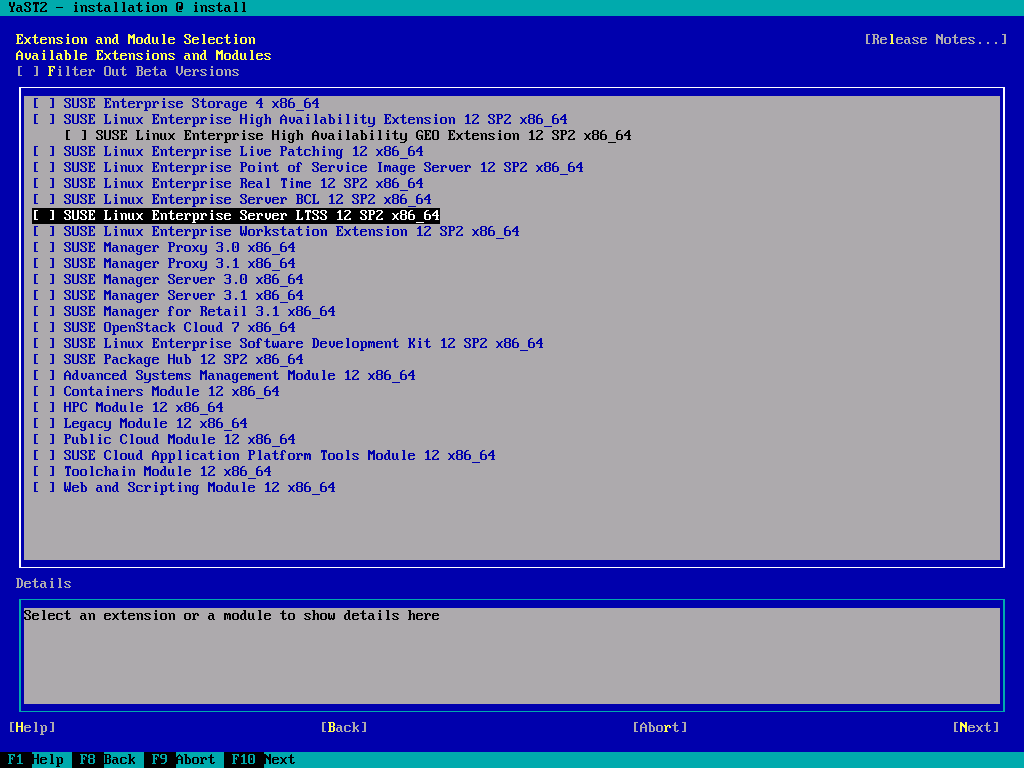 YaST2 - installation @ install
Extension and Module Selection [Release Notes...]
Available Extensions and Modules
[ ] Filter Out Beta Versions
[ ] SUSE Enterprise Storage 4 x86_64
[ ] SUSE Linux Enterprise High Availability Extension 12 SP2 x86_64
[ ] SUSE Linux Enterprise High Availability GEO Extension 12 SP2 x86_64
[ ] SUSE Linux Enterprise Live Patching 12 x86_64
[ ] SUSE Linux Enterprise Point of Service Image Server 12 SP2 x86_64
[ ] SUSE Linux Enterprise Real Time 12 SP2 x86_64
[ ] SUSE Linux Enterprise Server BCL 12 SP2 x86_64
[ ] SUSE Linux Enterprise Server LTSS 12 SP2 x86_64
[ ] SUSE Linux Enterprise Workstation Extension 12 SP2 x86_64
[ ] SUSE Manager Proxy 3.0 x86_64
[ ] SUSE Manager Proxy 3.1 x86_64
[ ] SUSE Manager Server 3.0 x86_64
[ ] SUSE Manager Server 3.1 x86_64
[ ] SUSE Manager for Retail 3.1 x86_64
[ ] SUSE OpenStack Cloud 7 x86_64
[ ] SUSE Linux Enterprise Software Development Kit 12 SP2 x86_64
[ ] SUSE Package Hub 12 SP2 x86_64
[ ] Advanced Systems Management Module 12 x86_64
[ ] Containers Module 12 x86_64
[ ] HPC Module 12 x86_64
[ ] Legacy Module 12 x86_64
[ ] Public Cloud Module 12 x86_64
[ ] SUSE Cloud Application Platform Tools Module 12 x86_64
[ ] Toolchain Module 12 x86_64
[ ] Web and Scripting Module 12 x86_64
Details
Select an extension or a module to show details here
[Help] [Back] [Abort] [Next]
F1 Help F8 Back F9 Abort F10 Next